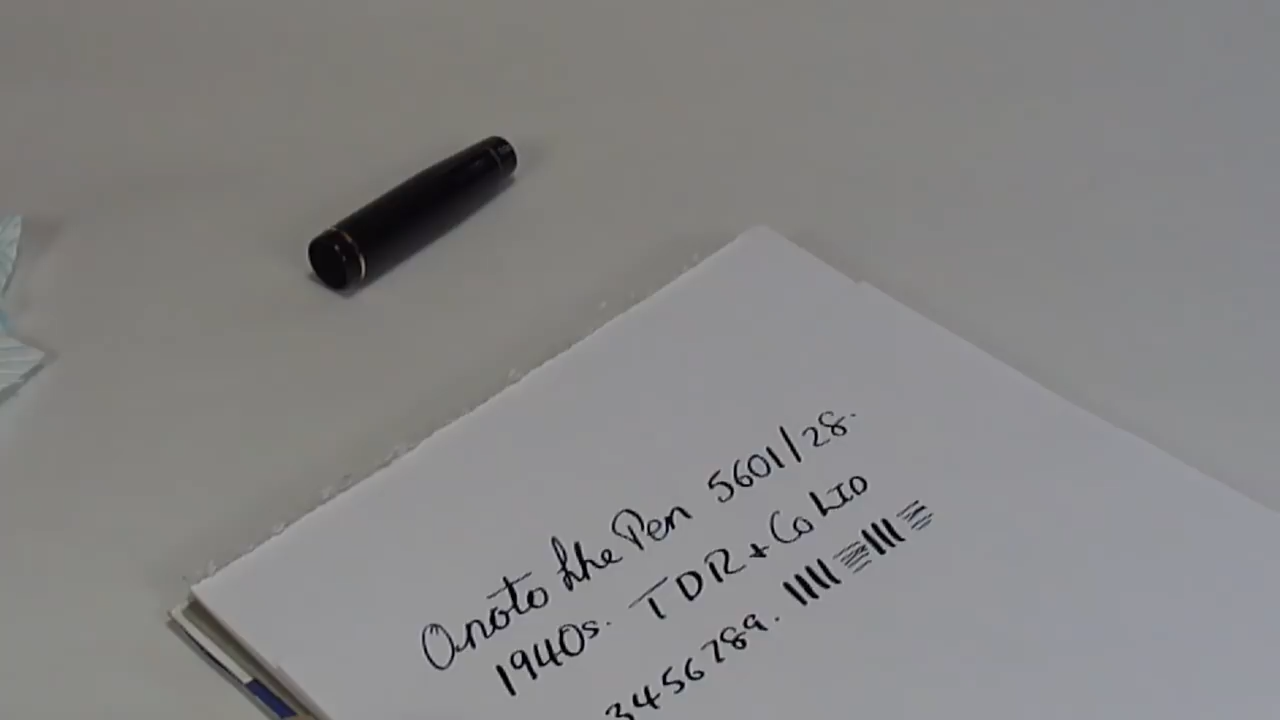 Onoto the Pen 5601/28.
1940s. TDR + Co LTD
3456789.